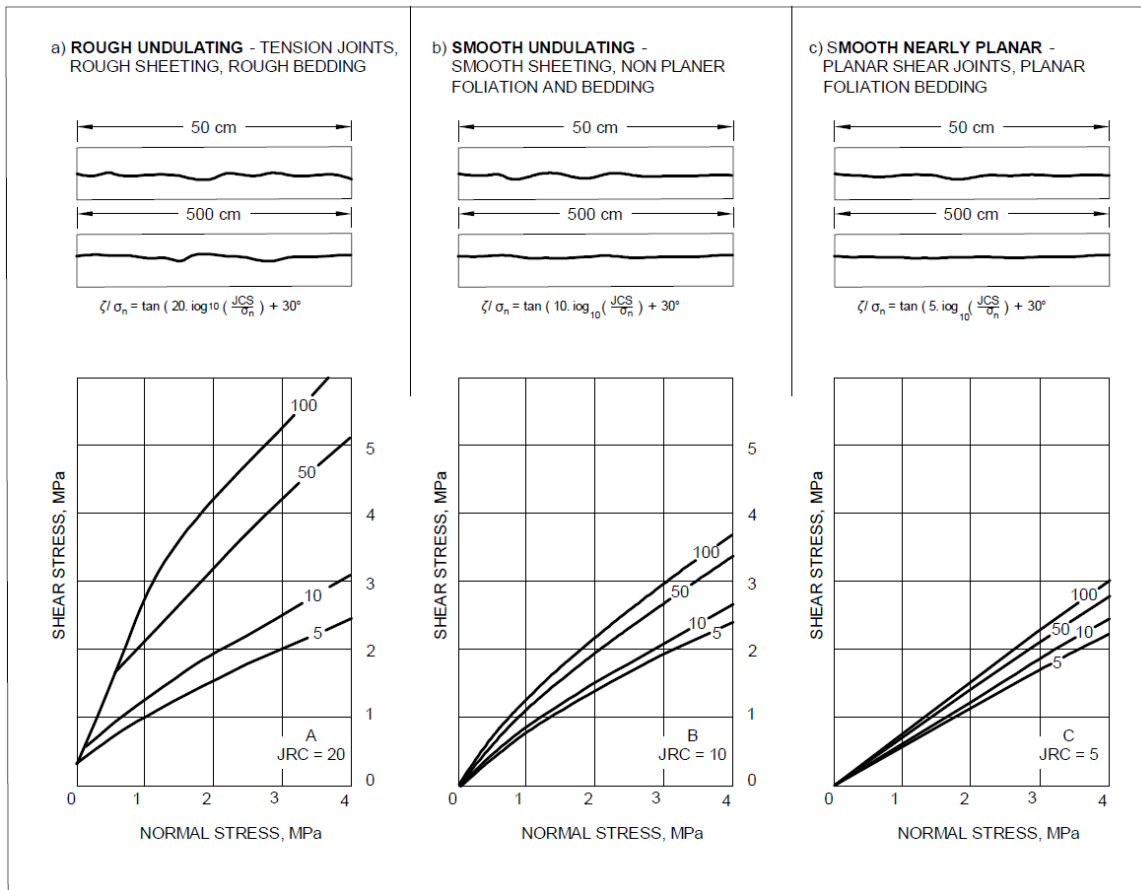 a) ROUGH UNDULATING - TENSION JOINTS,
ROUGH SHEETING, ROUGH BEDDING
50 cm
500 cm
ζ/ σn = tan ( 20. ıog10 ( JCS/σn ) + 30°
b) SMOOTH UNDULATING -
SMOOTH SHEETING, NON PLANER
FOLIATION AND BEDDING
50 cm
500 cm
ζ/ σn = tan ( 10. ıog10( JCS/σn ) + 30°
c) SMOOTH NEARLY PLANAR -
PLANAR SHEAR JOINTS, PLANAR
FOLIATION BEDDING
50 cm
500 cm
ζ/ σn = tan ( 5. ıog10( JCS/σn ) + 30°
SHEAR STRESS, MPa
100
50
10
5
A
JRC = 20
5
4
3
2
1
0
0 1 2 3 4
NORMAL STRESS, MPa
SHEAR STRESS, MPa
100
50
10
5
B
JRC = 10
5
4
3
2
1
0
0 1 2 3 4
NORMAL STRESS, MPa
SHEAR STRESS, MPa
100
50
10
5
C
JRC = 5
0 1 2 3 4
NORMAL STRESS, MPa